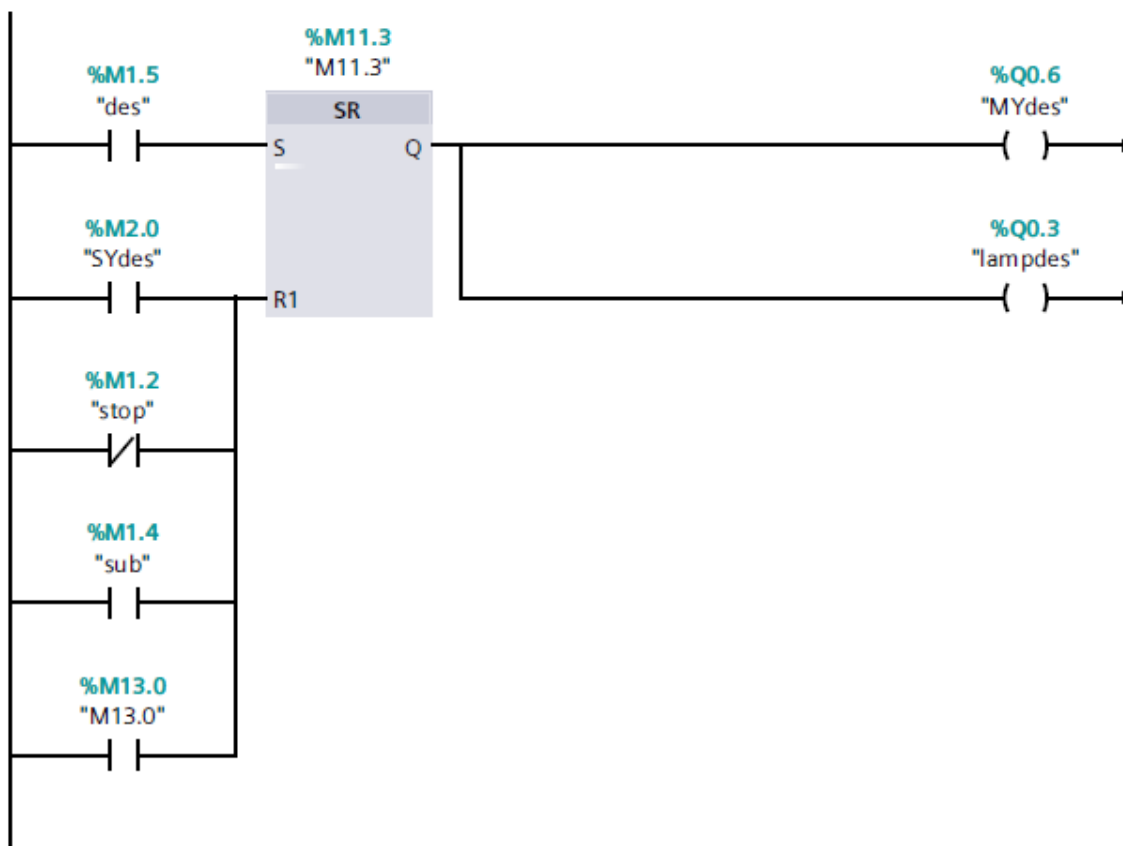 %M11.3
"M11.3"
%M1.5
"des"
%Q0.6
"MYdes"
SR
S
Q
%M2.0
"SYdes"
%Q0.3
"lampdes"
R1
%M1.2
"stop"
%M1.4
"sub"
%M13.0
"M13.0"